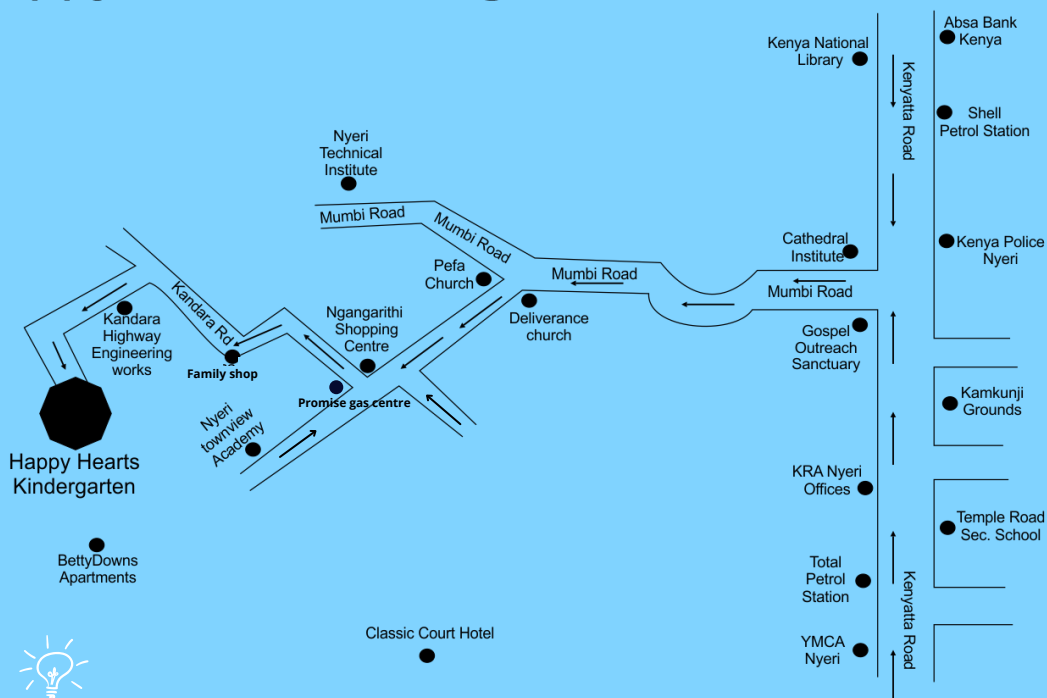 Absa Bank
Kenya
Kenya National
Library
Kenyatta Road
Shell
Petrol Station
Nyeri
Technical
Institute
Mumbi Road
Mumbi Road
Cathedral
Institute
Kenya Police
Nyeri
Pefa
Church
Mumbi Road
Mumbi Road
Kandara Rd
Ngangarithi
Shopping
Centre
Deliverance
church
Gospel
Outreach
Sanctuary
Kandara
Highway
Engineering
works
Family shop
Promise gas centre
Kamkunji
Grounds
Nyeri
townview
Academy
Happy Hearts
Kindergarten
KRA Nyeri
Offices
Temple Road
Sec. School
BettyDowns
Apartments
Total
Petrol
Station
Kenyatta Road
Classic Court Hotel
YMCA
Nyeri